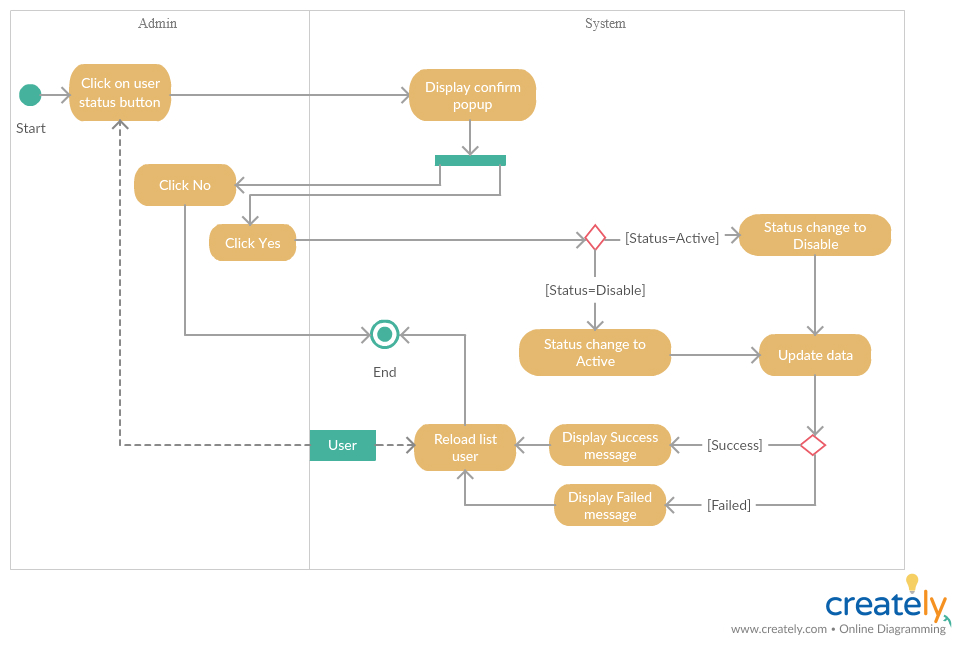 Admin
System
Click on user
status button
Display confirm
popup
Start
Click No
Click Yes
[Status=Active]
Status change to
Disable
[Status=Disable]
Status change to
Active
Update data
End
User
Reload list
user
Display Success
message
[Success]
Display Failed
message
[Failed]
creately
www.creately.com • Online Diagramming